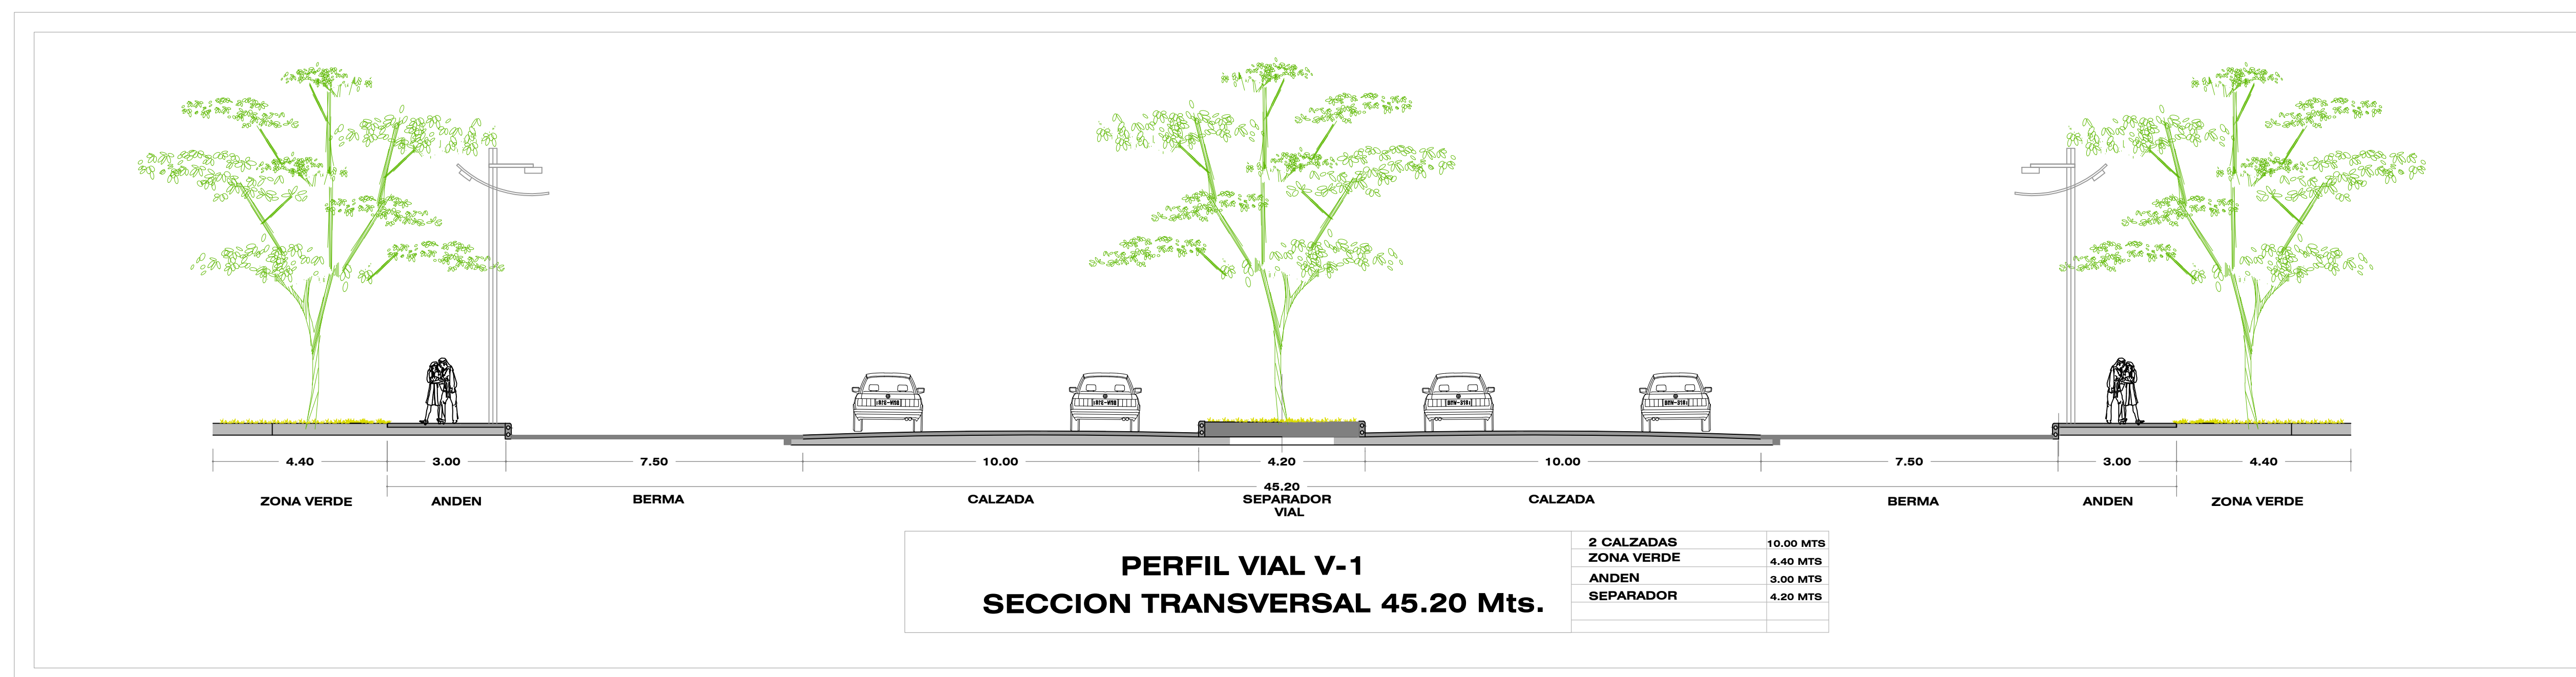 4.40 3.00 7.50 10.00 4.20 10.00 7.50 3.00 4.40
45.20
ZONA VERDE ANDEN BERMA CALZADA SEPARADOR CALZADA BERMA ANDEN ZONA VERDE
VIAL
PERFIL VIAL V-1
SECCION TRANSVERSAL 45.20 Mts.
2 CALZADAS 10.00 MTS
ZONA VERDE 4.40 MTS
ANDEN 3.00 MTS
SEPARADOR 4.20 MTS